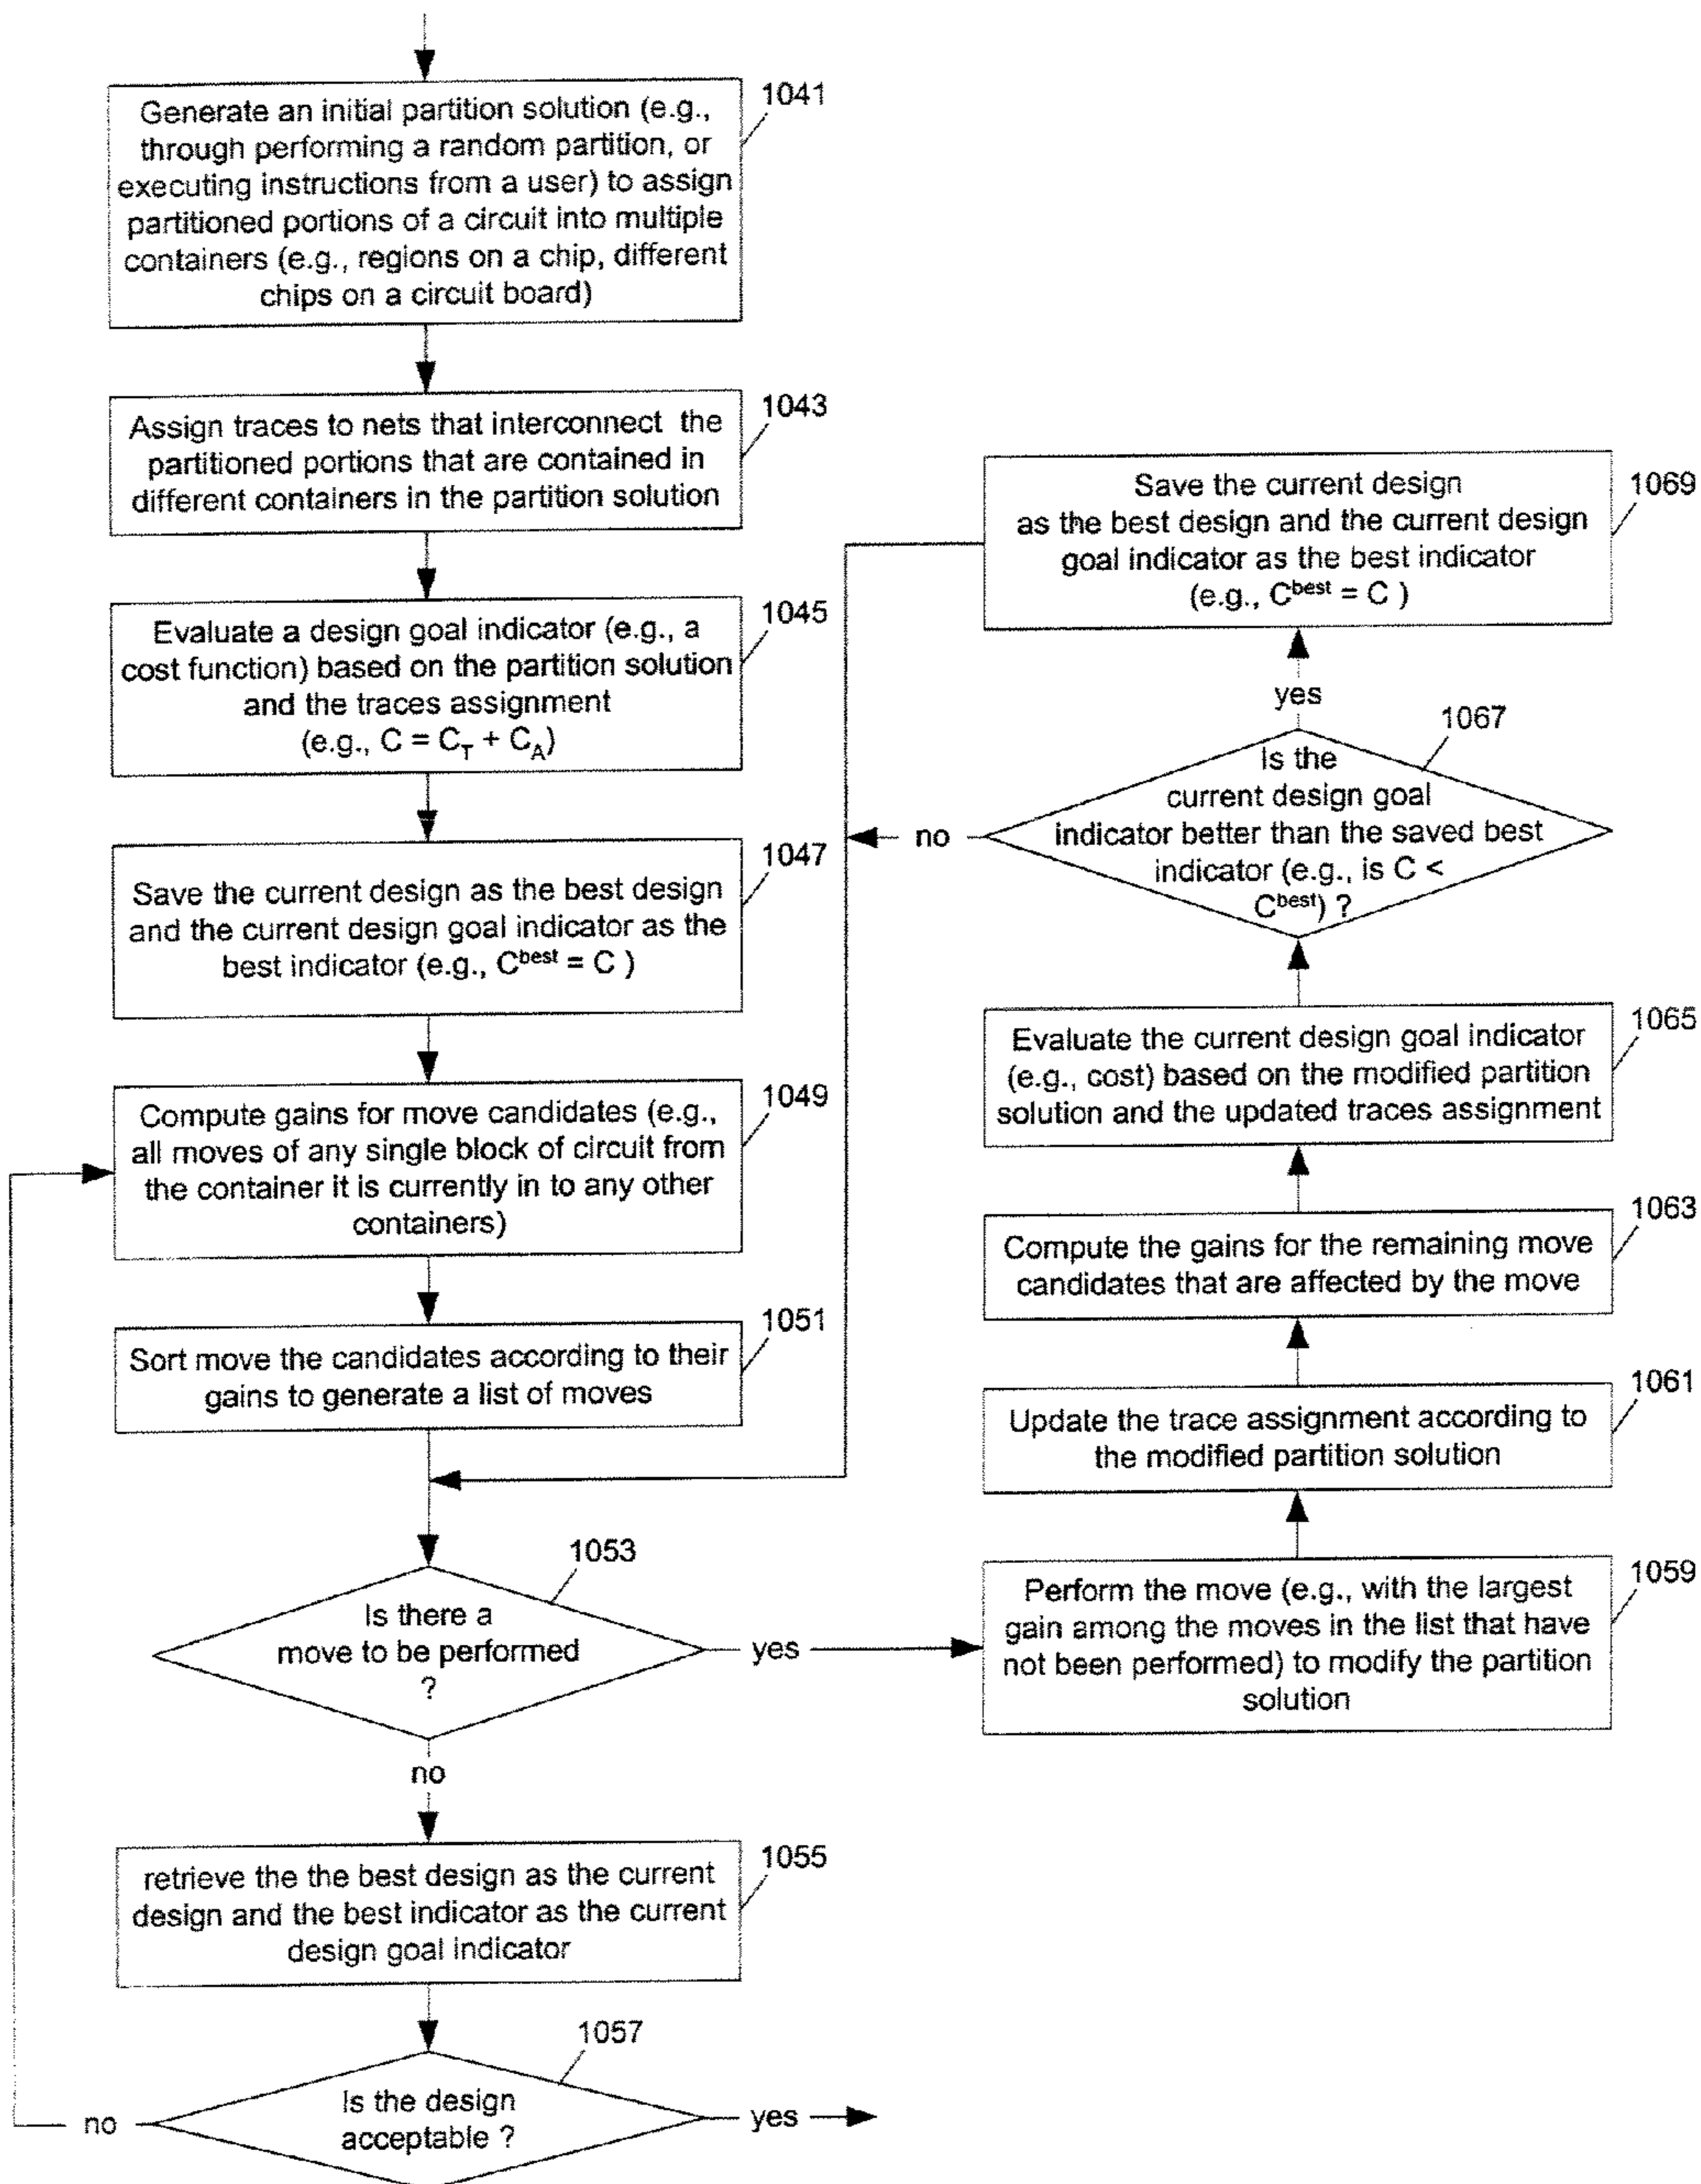 1041
Generate an initial partition solution (e.g.,
through performing a random partition, or
executing instructions from a user) to assign
partitioned portions of a circuit into multiple
containers (e.g., regions on a chip, different
chips on a circuit board)
1043
Assign traces to nets that interconnect the
partitioned portions that are contained in
different containers in the partition solution
1045
Evaluate a design goal indicator (e.g., a
cost function) based on the partition solution
and the traces assignment
(e.g., C = C_T + C_A)
1047
Save the current design as the best design
and the current design goal indicator as the
best indicator (e.g., C^best = C )
1049
Compute gains for move candidates (e.g.,
all moves of any single block of circuit from
the container it is currently in to any other
containers)
1051
Sort move the candidates according to their
gains to generate a list of moves
1053
Is there a
move to be performed
?
yes
no
1055
retrieve the the best design as the current
design and the best indicator as the current
design goal indicator
1057
Is the design
acceptable ?
no
yes
1059
Perform the move (e.g., with the largest
gain among the moves in the list that have
not been performed) to modify the partition
solution
1061
Update the trace assignment according to
the modified partition solution
1063
Compute the gains for the remaining move
candidates that are affected by the move
1065
Evaluate the current design goal indicator
(e.g., cost) based on the modified partition
solution and the updated traces assignment
1067
Is the
current design goal
indicator better than the saved best
indicator (e.g., is C <
C^best) ?
no
yes
1069
Save the current design
as the best design and the current design
goal indicator as the best indicator
(e.g., C^best = C )